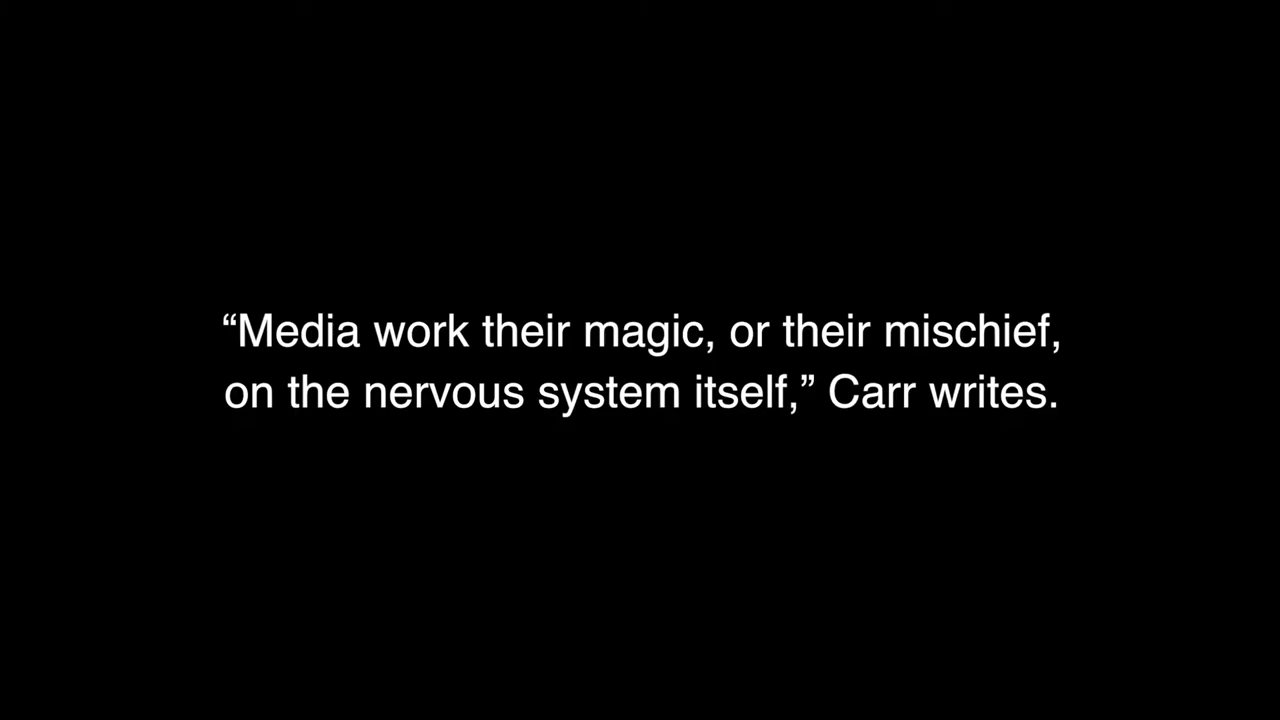 “Media work their magic, or their mischief,
on the nervous system itself,” Carr writes.